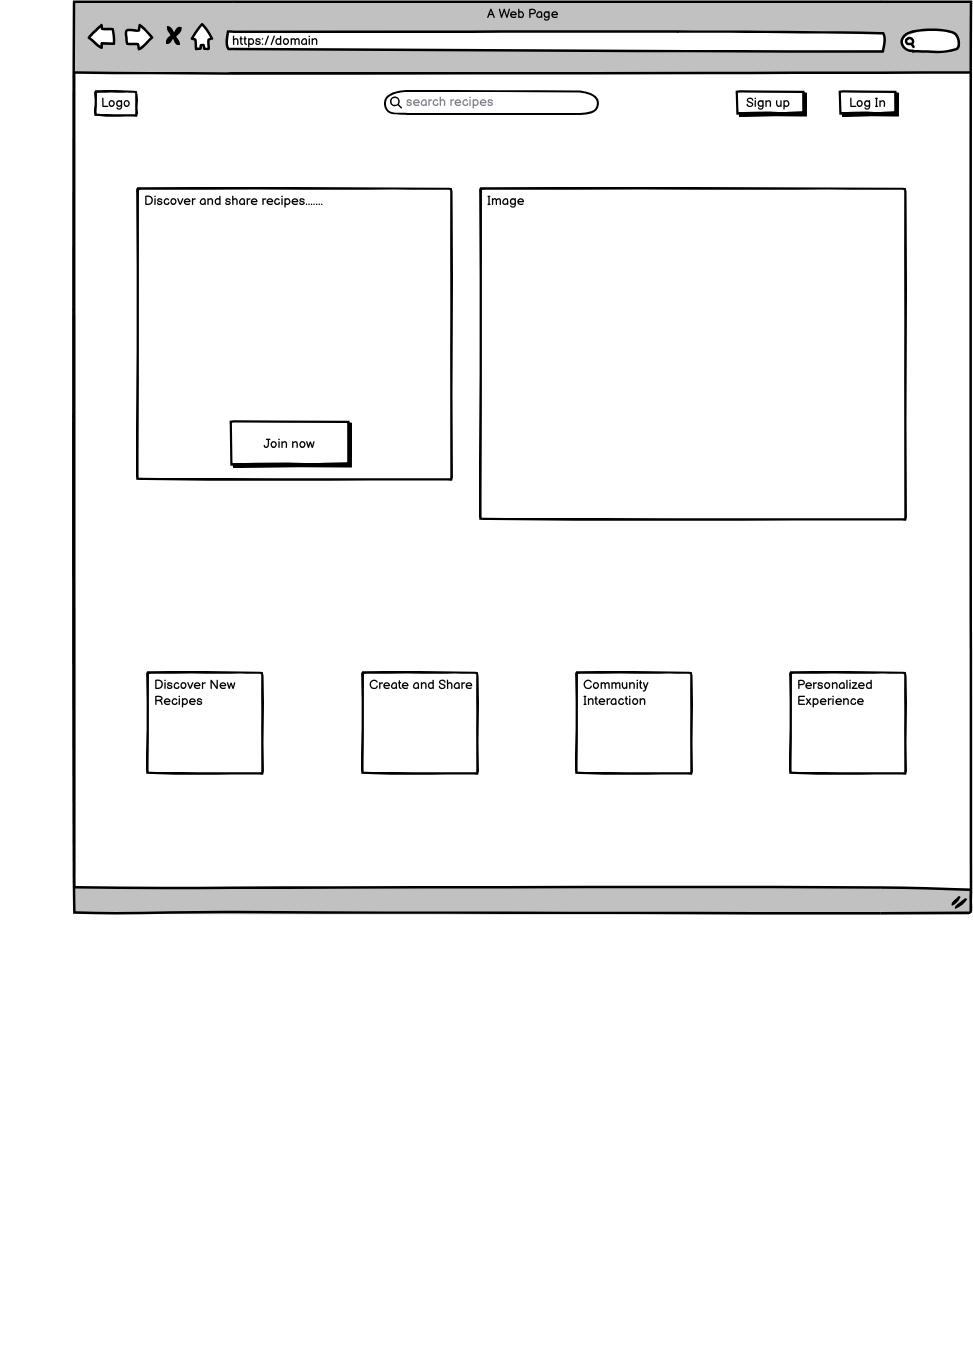 A Web Page
https://domain
Logo
search recipes
Sign up
Log In
Discover and share recipes.......
Image
Join now
Discover New
Recipes
Create and Share
Community
Interaction
Personalized
Experience